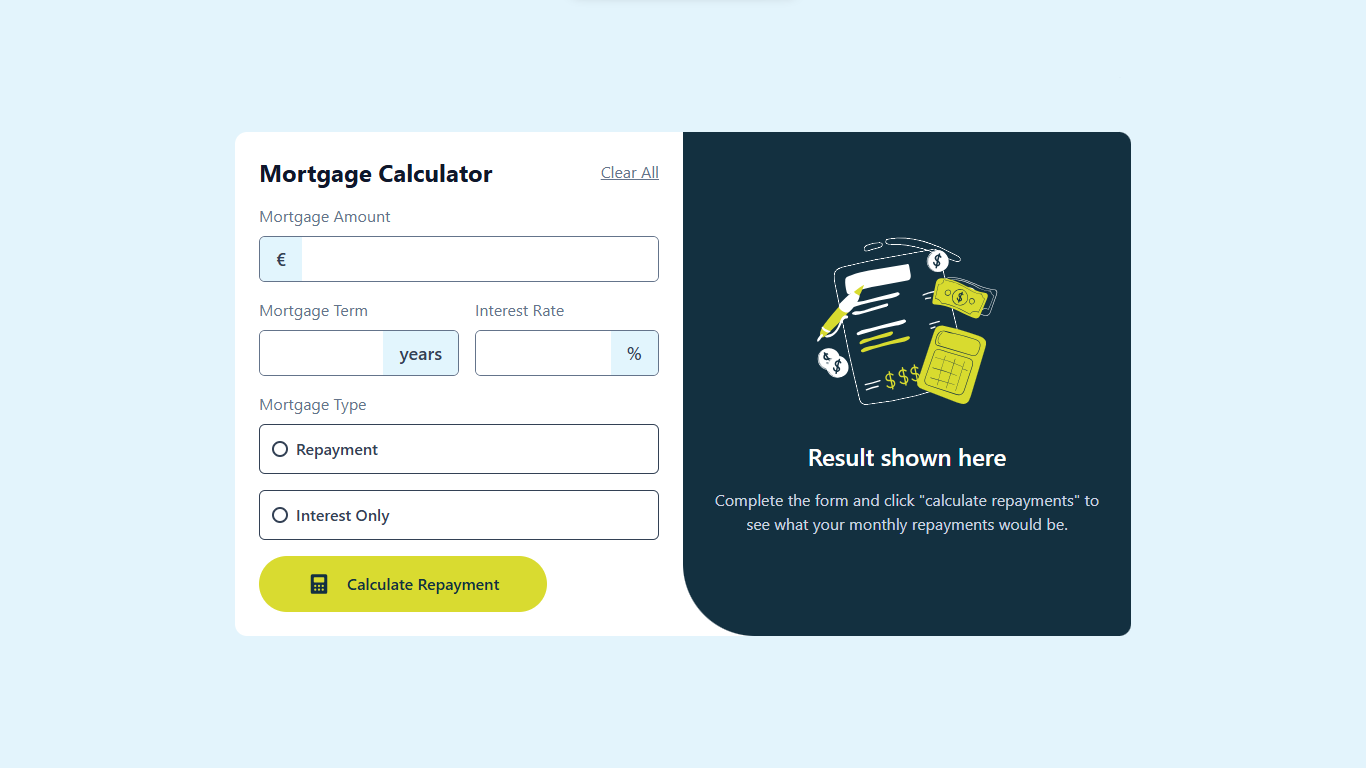 Mortgage Calculator
Clear All
Mortgage Amount
€
Mortgage Term
Interest Rate
years
%
Mortgage Type
Repayment
Interest Only
Calculate Repayment
$
$
$
$
$$$
Result shown here
Complete the form and click "calculate repayments" to
see what your monthly repayments would be.